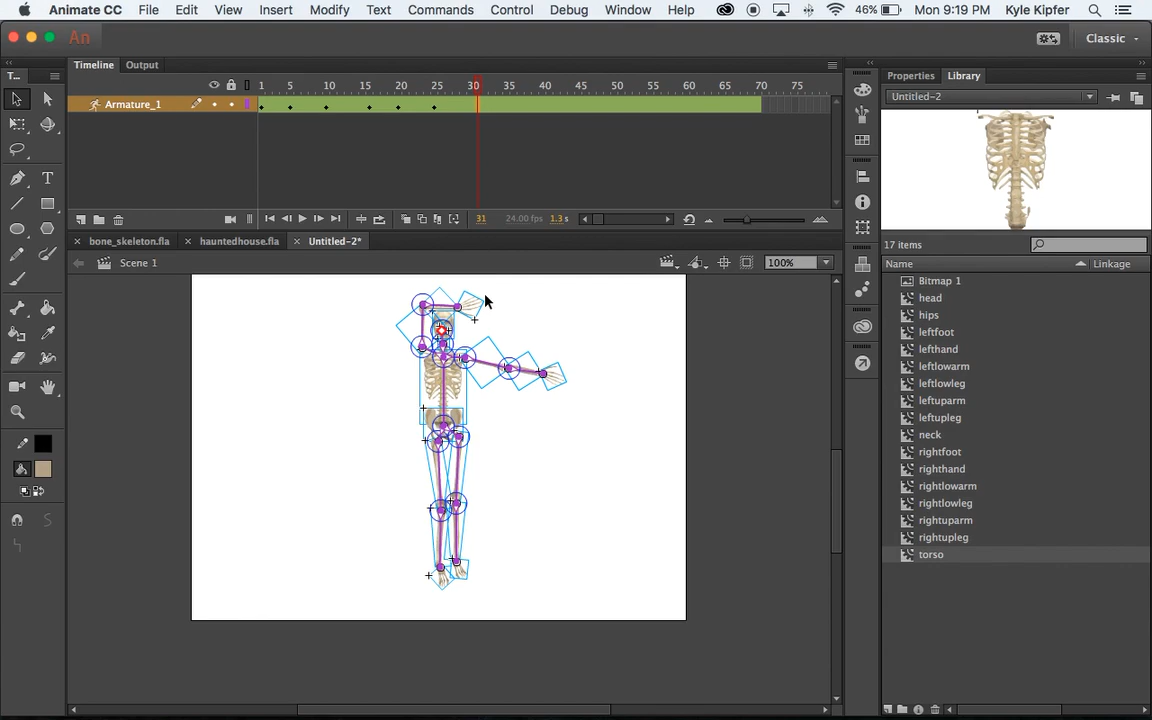 Animate CC File Edit View Insert Modify Text Commands Control Debug Window Help 46% Mon 9:19 PM Kyle Kipfer
An Classic
Timeline Output
T... 1 5 10 15 20 25 30 35 40 45 50 55 60 65 70 75
Armature_1
31 24.00 fps 1.3 s
bone_skeleton.fla hauntedhouse.fla Untitled-2*
Scene 1 100%
Properties Library
Untitled-2
17 items
Name Linkage
Bitmap 1
head
hips
leftfoot
lefthand
leftlowarm
leftlowleg
leftuparm
leftupleg
neck
rightfoot
righthand
rightlowarm
rightlowleg
rightuparm
rightupleg
torso